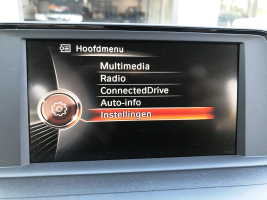 Hoofdmenu
Multimedia
Radio
ConnectedDrive
Auto-info
Instellingen